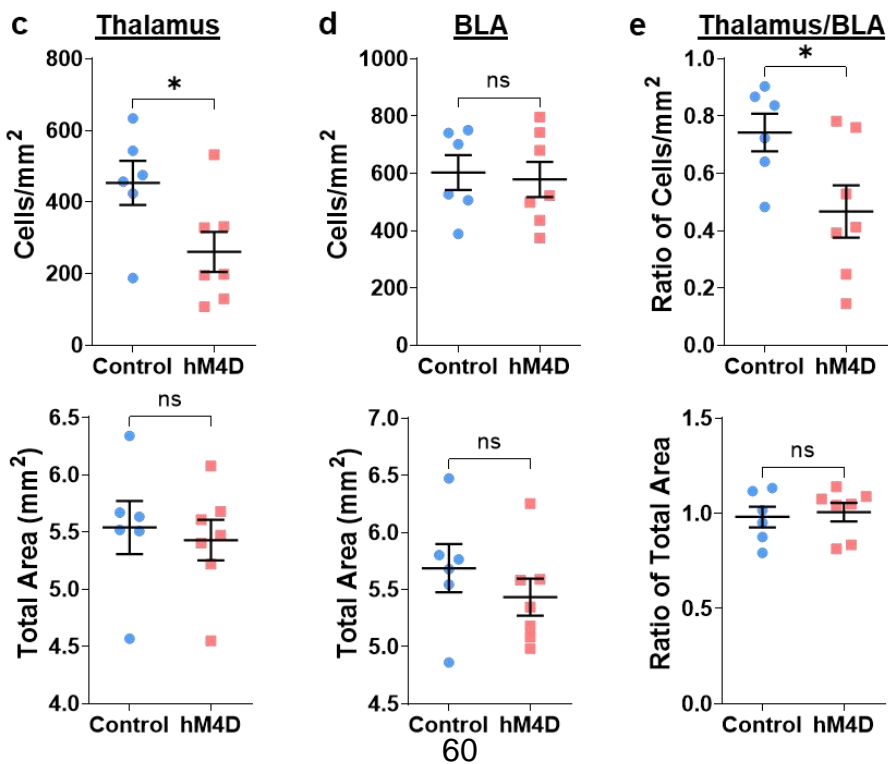 c Thalamus
Cells/mm²
800
600
400
200
0
*
Control hM4D
d BLA
Cells/mm²
1000
800
600
400
200
0
ns
Control hM4D
e Thalamus/BLA
Ratio of Cells/mm²
1.0
0.8
0.6
0.4
0.2
0.0
*
Control hM4D
Total Area (mm²)
6.5
6.0
5.5
5.0
4.5
4.0
ns
Control hM4D
Total Area (mm²)
7.0
6.5
6.0
5.5
5.0
4.5
ns
Control hM4D
Ratio of Total Area
1.5
1.0
0.5
0.0
ns
Control hM4D
60